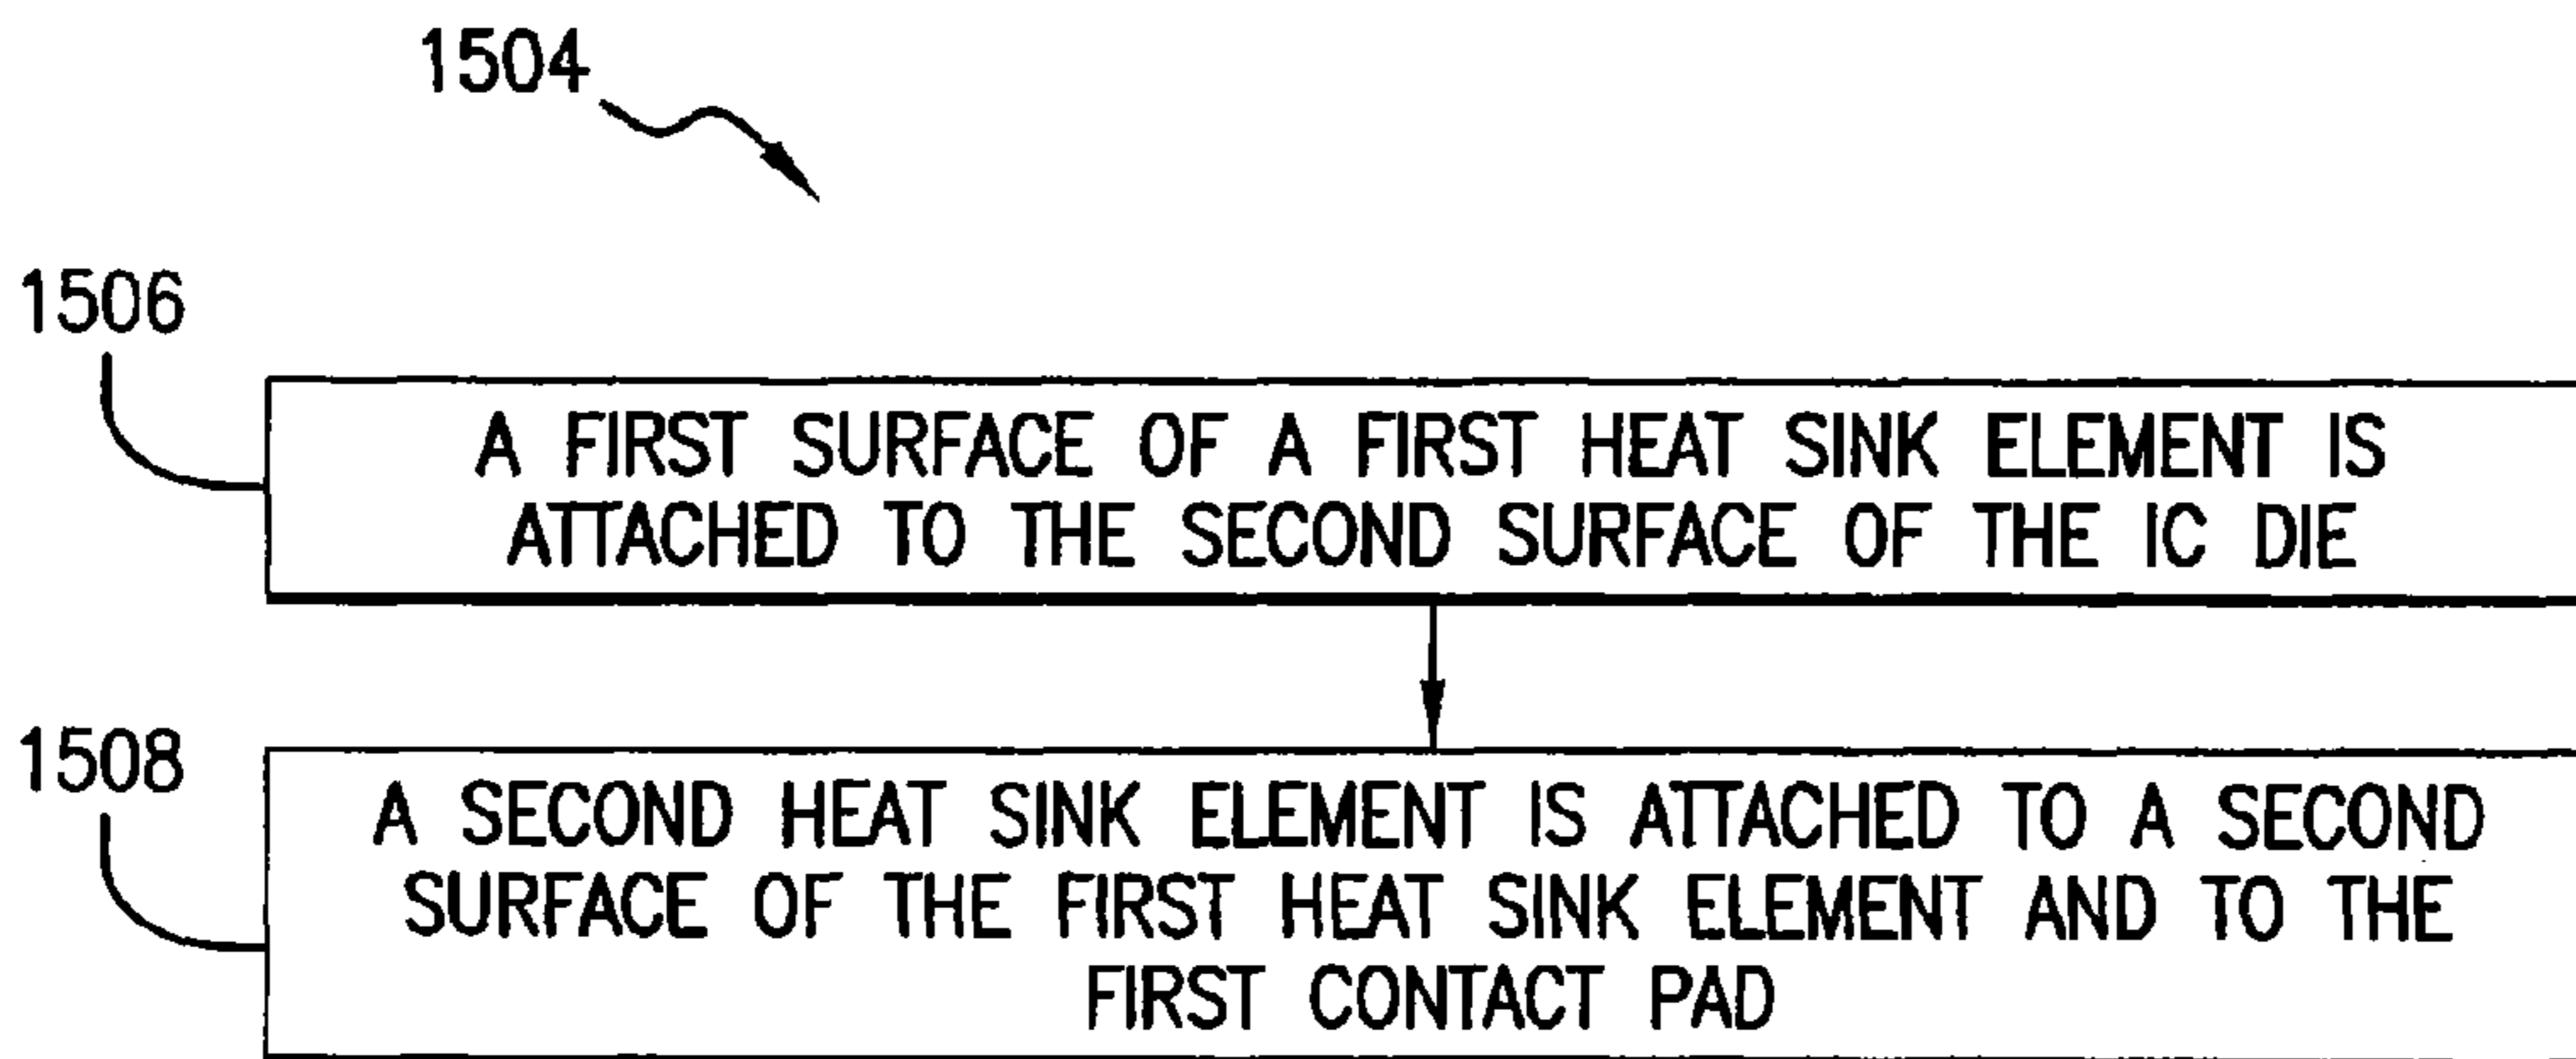 1504
1506
A FIRST SURFACE OF A FIRST HEAT SINK ELEMENT IS
ATTACHED TO THE SECOND SURFACE OF THE IC DIE
1508
A SECOND HEAT SINK ELEMENT IS ATTACHED TO A SECOND
SURFACE OF THE FIRST HEAT SINK ELEMENT AND TO THE
FIRST CONTACT PAD